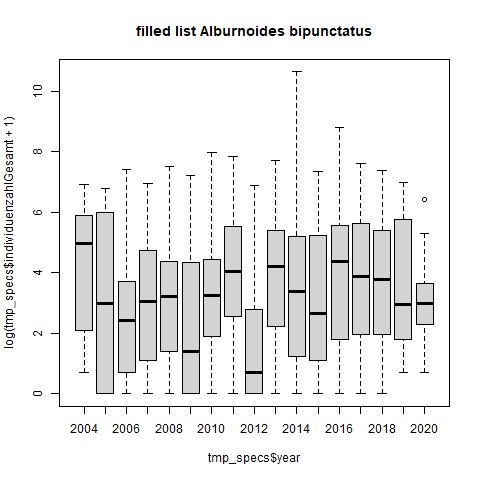 filled list Alburnoides bipunctatus
log(tmp_specs$individuenzahlGesamt + 1)
10
8
6
4
2
0
2004 2006 2008 2010 2012 2014 2016 2018 2020
tmp_specs$year